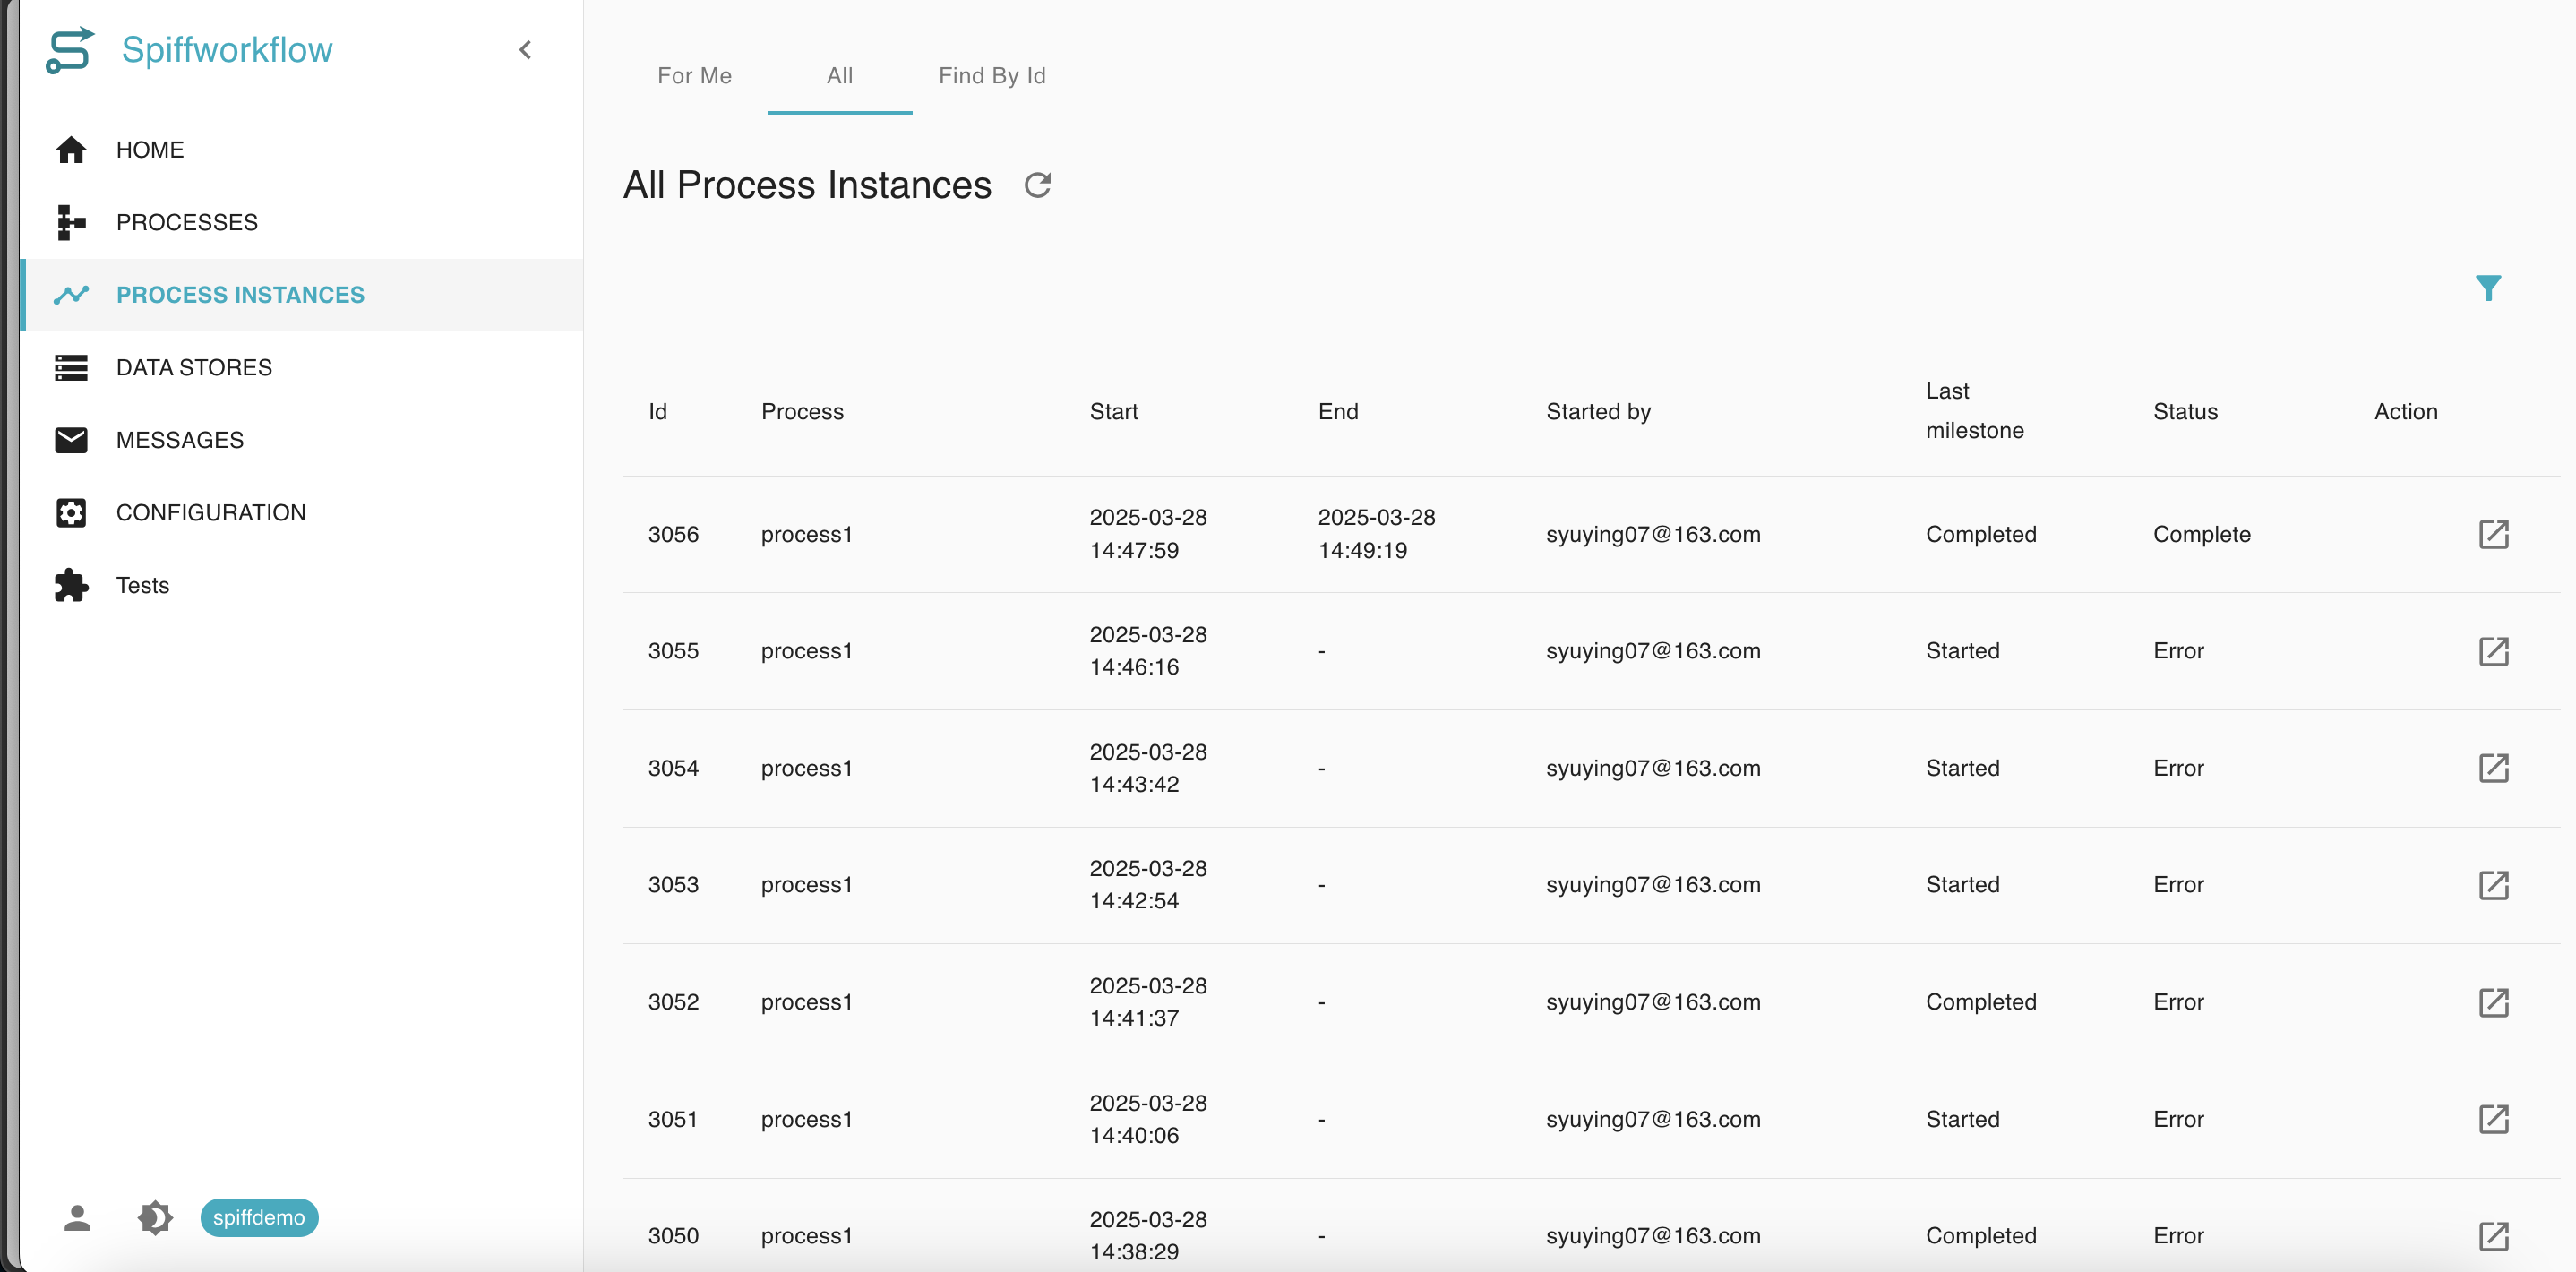 Spiffworkflow
HOME
PROCESSES
PROCESS INSTANCES
DATA STORES
MESSAGES
CONFIGURATION
Tests
spiffdemo
For Me All Find By Id
All Process Instances
Id Process Start End Started by Last milestone Status Action
3056 process1 2025-03-28 14:47:59 2025-03-28 14:49:19 syuying07@163.com Completed Complete
3055 process1 2025-03-28 14:46:16 - syuying07@163.com Started Error
3054 process1 2025-03-28 14:43:42 - syuying07@163.com Started Error
3053 process1 2025-03-28 14:42:54 - syuying07@163.com Started Error
3052 process1 2025-03-28 14:41:37 - syuying07@163.com Completed Error
3051 process1 2025-03-28 14:40:06 - syuying07@163.com Started Error
3050 process1 2025-03-28 14:38:29 - syuying07@163.com Completed Error